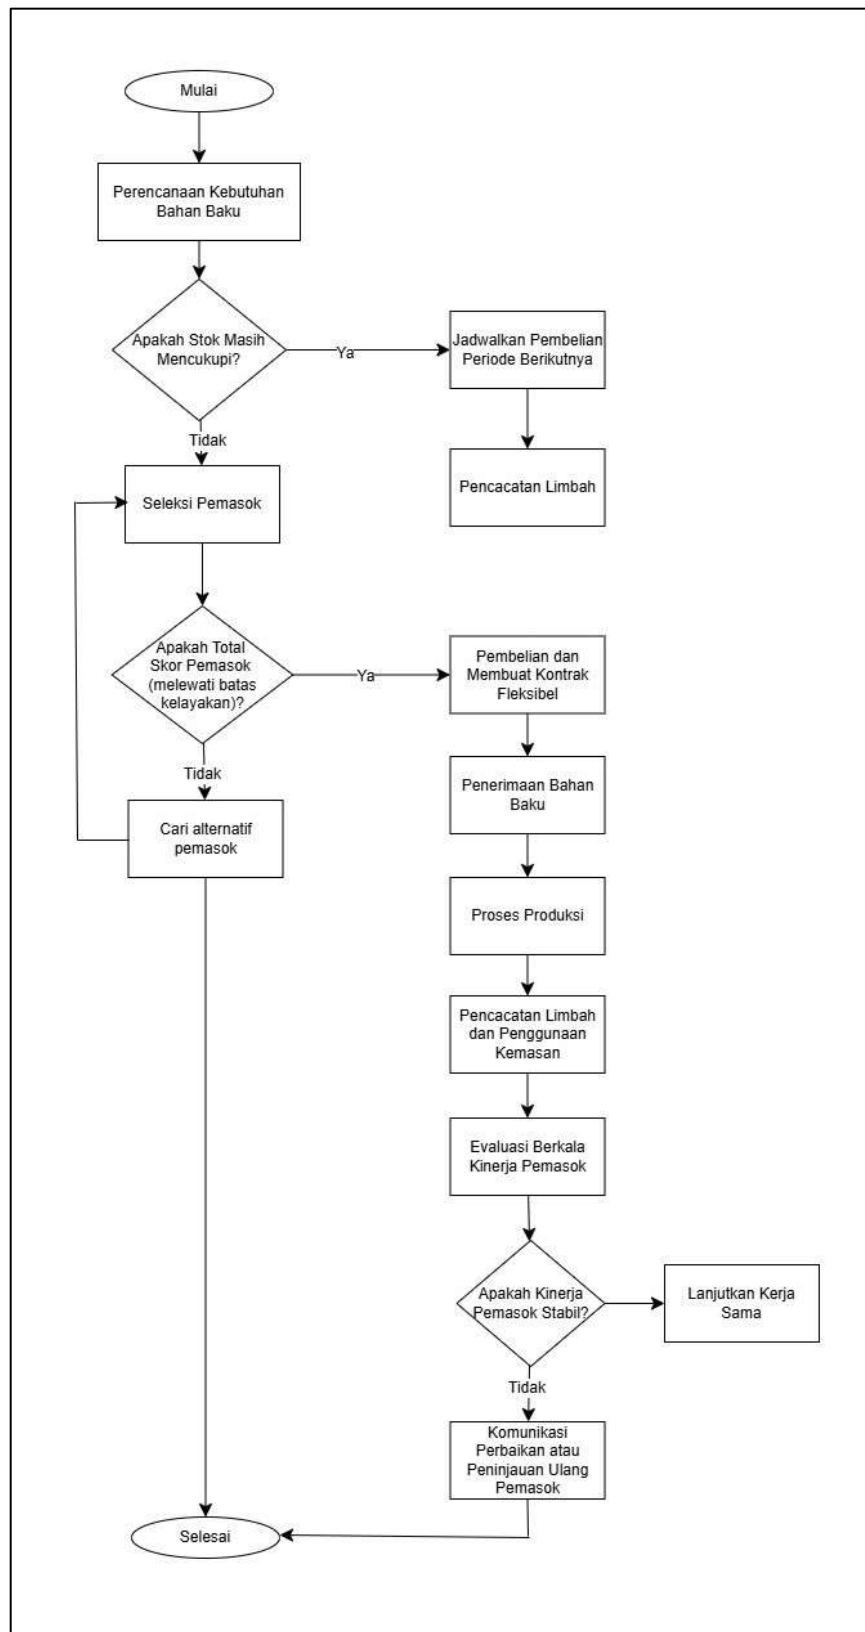 Mulai
Perencanaan Kebutuhan
Bahan Baku
Apakah Stok Masih
Mencukupi?
Ya
Jadwalkan Pembelian
Periode Berikutnya
Tidak
Pencacatan Limbah
Seleksi Pemasok
Apakah Total
Skor Pemasok
(melewati batas
kelayakan)?
Ya
Pembelian dan
Membuat Kontrak
Fleksibel
Tidak
Cari alternatif
pemasok
Penerimaan Bahan
Baku
Proses Produksi
Pencacatan Limbah
dan Penggunaan
Kemasan
Evaluasi Berkala
Kinerja Pemasok
Apakah Kinerja
Pemasok Stabil?
Lanjutkan Kerja
Sama
Tidak
Komunikasi
Perbaikan atau
Peninjauan Ulang
Pemasok
Selesai